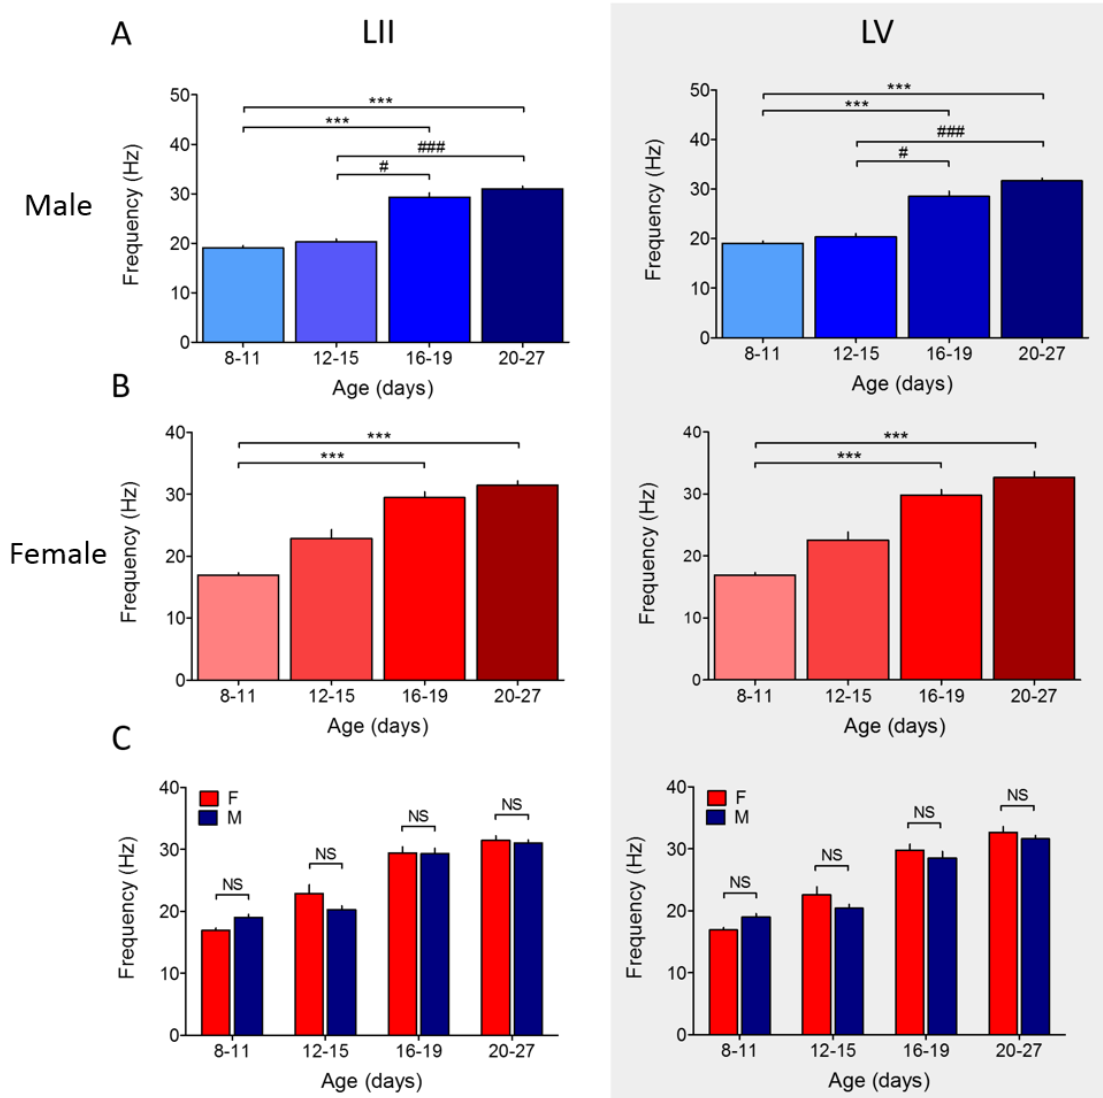 A
LII
LV
Male
Frequency (Hz)
50
40
30
20
10
0
***
***
###
#
8-11
12-15
16-19
20-27
Age (days)
Frequency (Hz)
50
40
30
20
10
0
***
***
###
#
8-11
12-15
16-19
20-27
Age (days)
B
Female
Frequency (Hz)
40
30
20
10
0
***
***
8-11
12-15
16-19
20-27
Age (days)
Frequency (Hz)
40
30
20
10
0
***
***
8-11
12-15
16-19
20-27
Age (days)
C
Frequency (Hz)
40
30
20
10
0
F
M
NS
NS
NS
NS
8-11
12-15
16-19
20-27
Age (days)
Frequency (Hz)
40
30
20
10
0
F
M
NS
NS
NS
NS
8-11
12-15
16-19
20-27
Age (days)